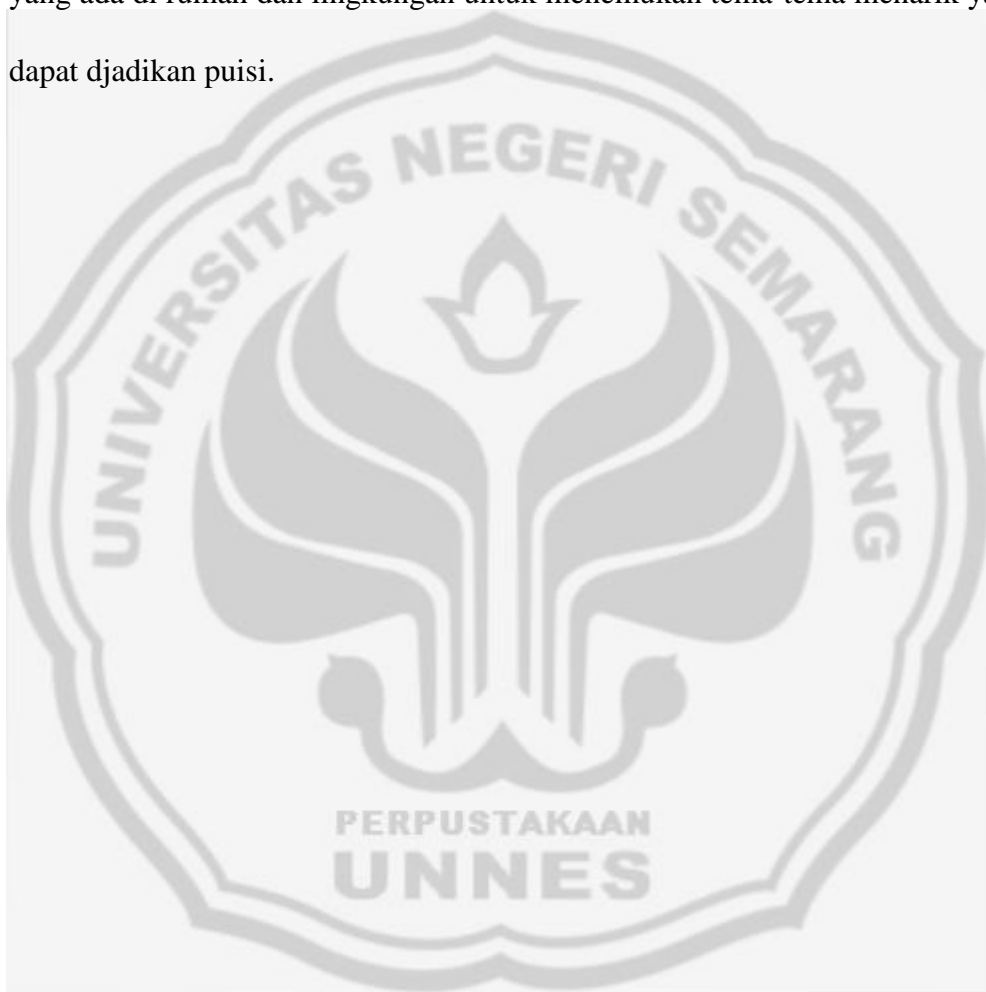 yang ada di rumah dan lingkungan untuk menemukan tema-tema menarik
dapat djadikan puisi.
UNIVERSITAS NEGERI SEMARANG
PERPUSTAKAAN
UNNES